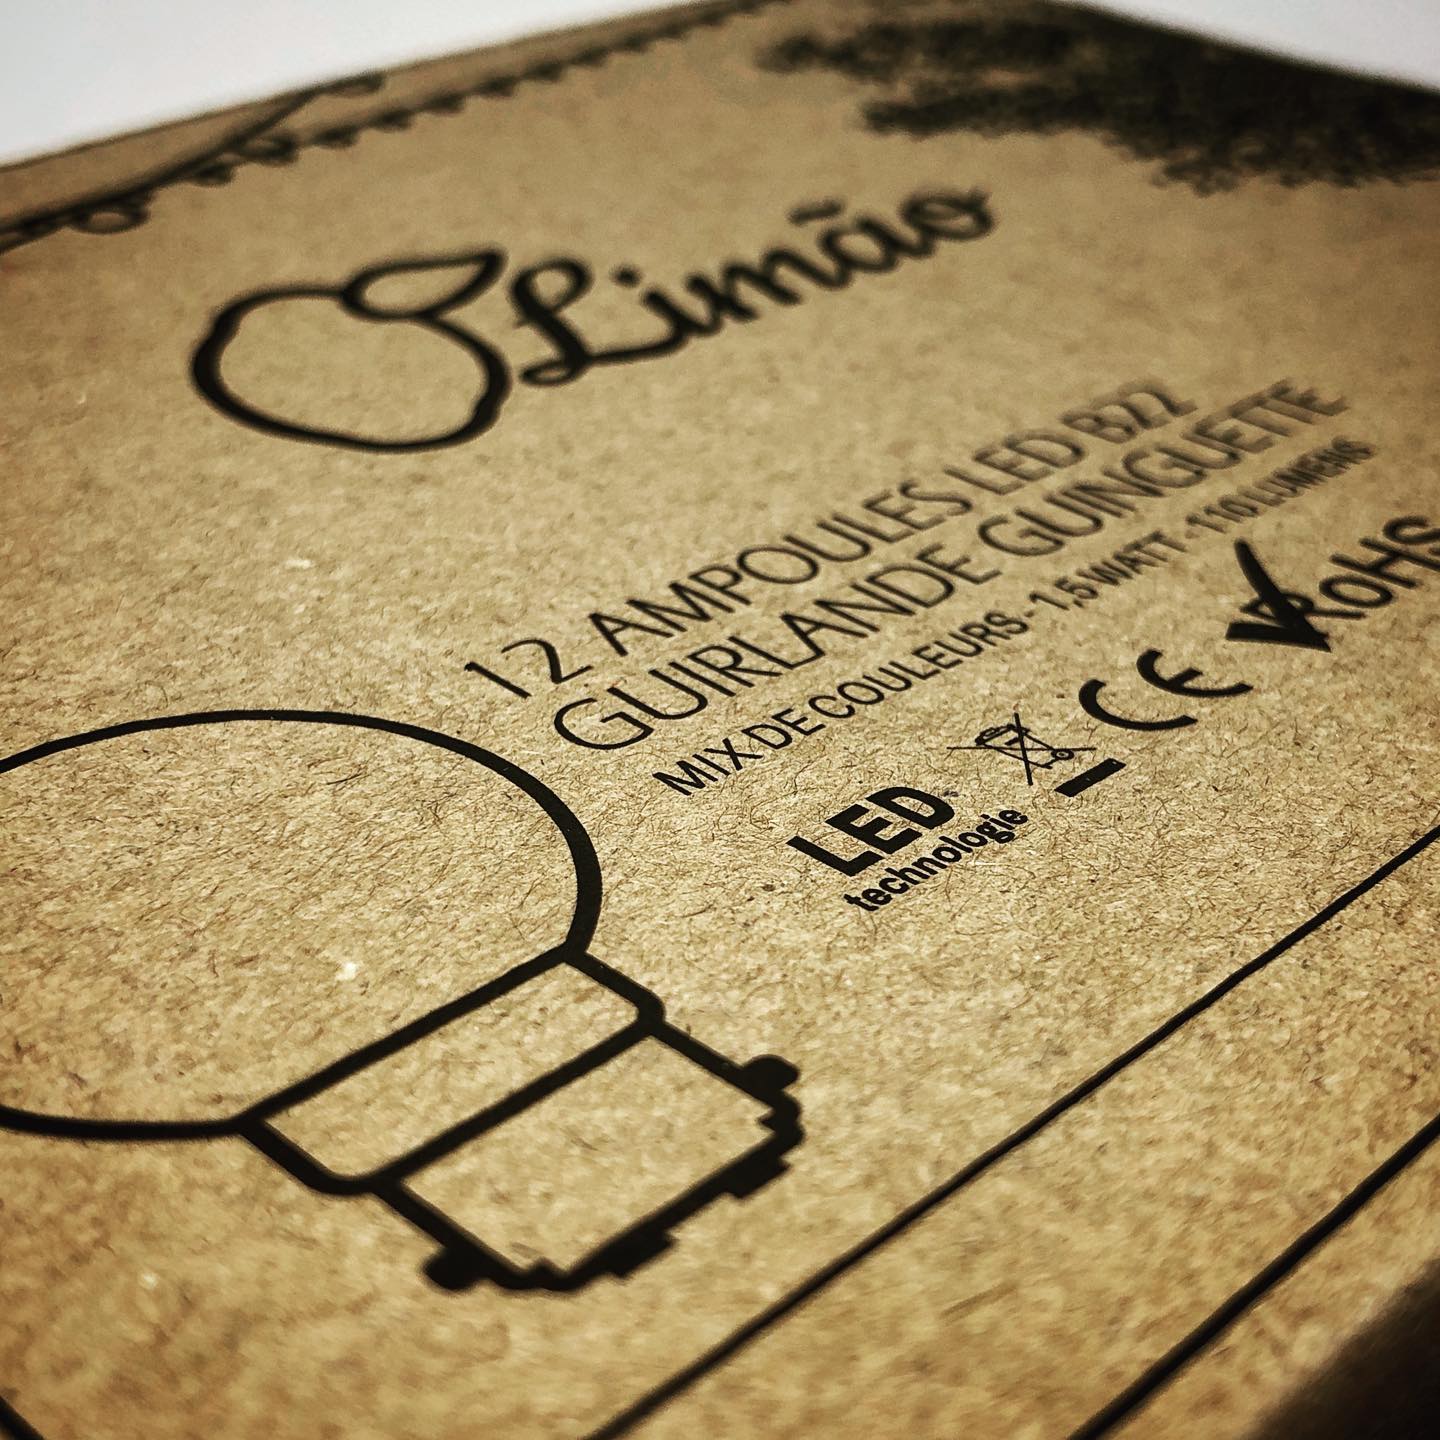 Limão
12 AMPOULES LED B22
GUIRLANDE GUINGUETTE
MIX DE COULEURS - 1,5 WATT - 110 LUMENS
CE RoHS
LED
technologie